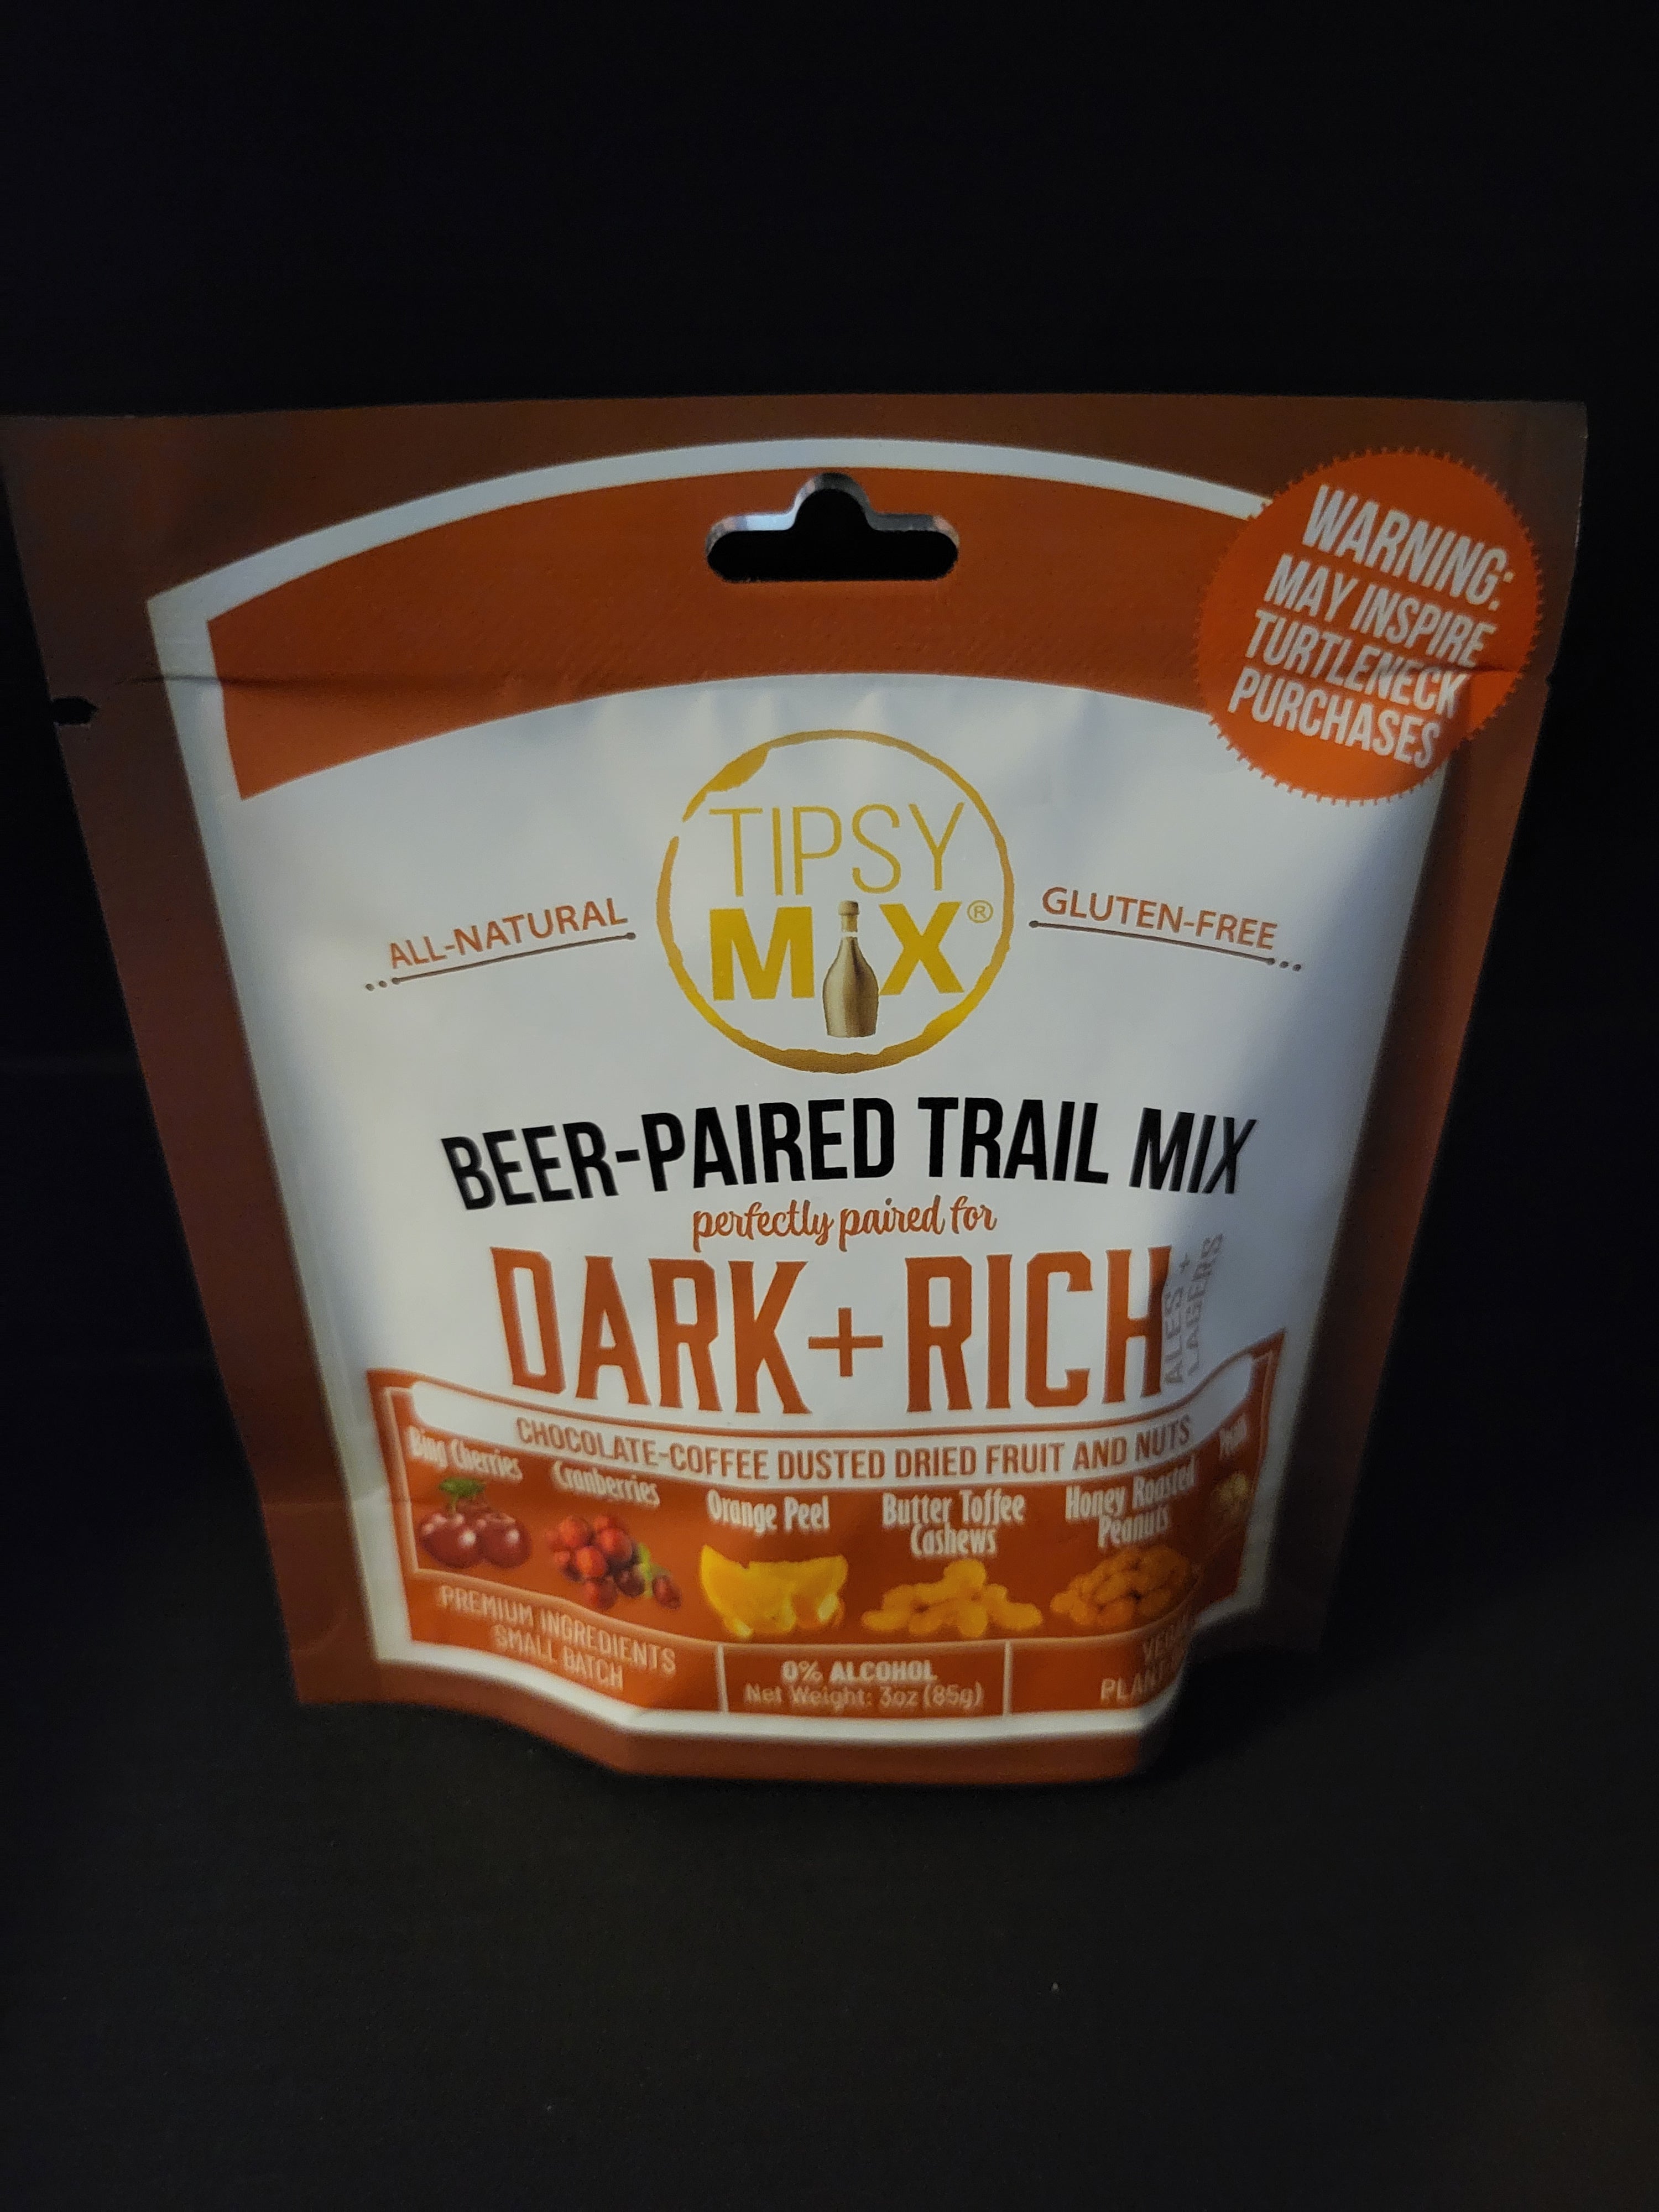 WARNING:
MAY INSPIRE
TURTLENECK
PURCHASES
TIPSY
MIX®
ALL-NATURAL
GLUTEN-FREE
BEER-PAIRED TRAIL MIX
perfectly paired for
DARK + RICH
ALES +
LAGERS
CHOCOLATE-COFFEE DUSTED DRIED FRUIT AND NUTS
Bing Cherries
Cranberries
Orange Peel
Butter Toffee
Cashews
Honey Roasted
Peanuts
PREMIUM INGREDIENTS
SMALL BATCH
0% ALCOHOL
Net Weight: 3oz (85g)